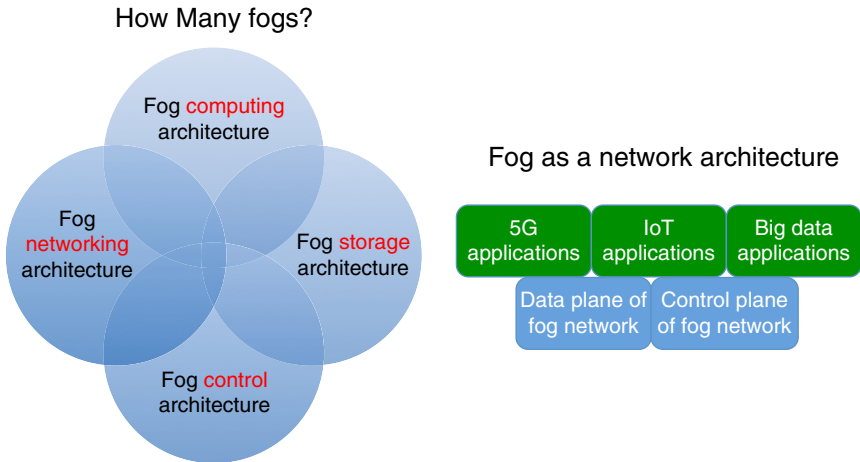 How Many fogs?
Fog computing
architecture
Fog
networking
architecture
Fog storage
architecture
Fog control
architecture
Fog as a network architecture
5G
applications
IoT
applications
Big data
applications
Data plane of
fog network
Control plane
of fog network